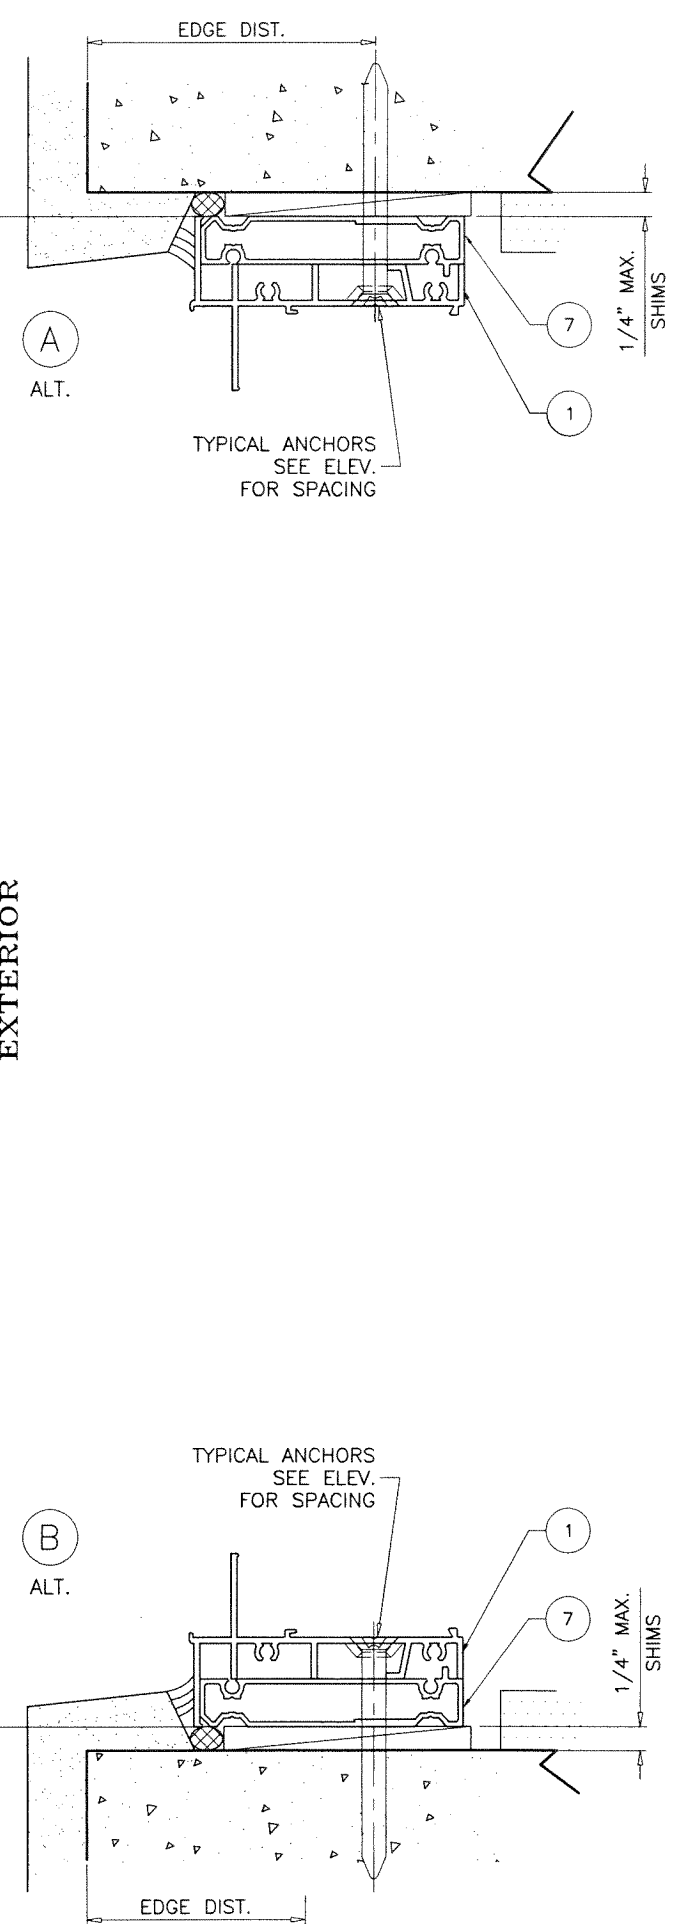 EDGE DIST.
1/4" MAX.
SHIMS
A
ALT.
7
1
TYPICAL ANCHORS
SEE ELEV.
FOR SPACING
EXTERIOR
TYPICAL ANCHORS
SEE ELEV.
FOR SPACING
B
ALT.
1
7
1/4" MAX.
SHIMS
EDGE DIST.